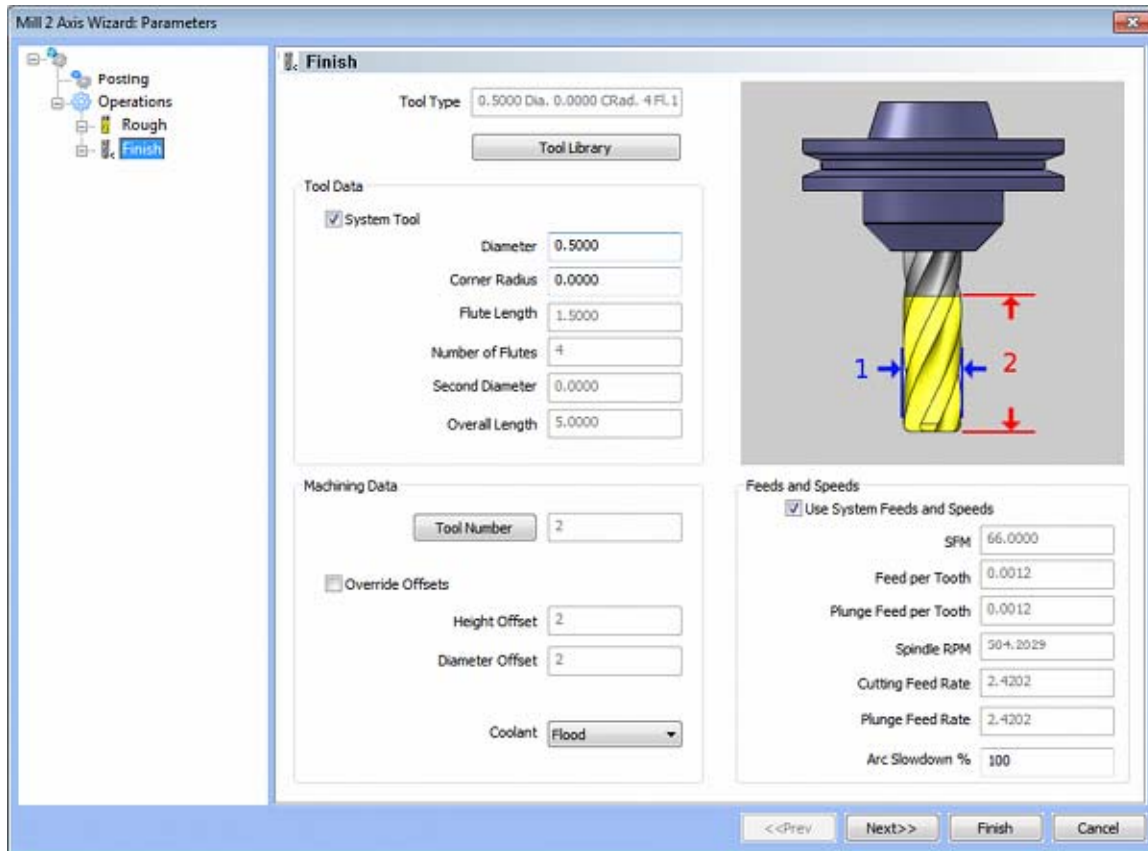 Mill 2 Axis Wizard: Parameters
Posting
Operations
Rough
Finish
Finish
Tool Type 0.5000 Dia. 0.0000 CRad. 4 Fl.1
Tool Library
Tool Data
System Tool
Diameter 0.5000
Corner Radius 0.0000
Flute Length 1.5000
Number of Flutes 4
Second Diameter 0.0000
Overall Length 5.0000
1
2
Machining Data
Tool Number 2
Override Offsets
Height Offset 2
Diameter Offset 2
Coolant Flood
Feeds and Speeds
Use System Feeds and Speeds
SFM 66.0000
Feed per Tooth 0.0012
Plunge Feed per Tooth 0.0012
Spindle RPM 504.2029
Cutting Feed Rate 2.4202
Plunge Feed Rate 2.4202
Arc Slowdown % 100
<<Prev Next>> Finish Cancel